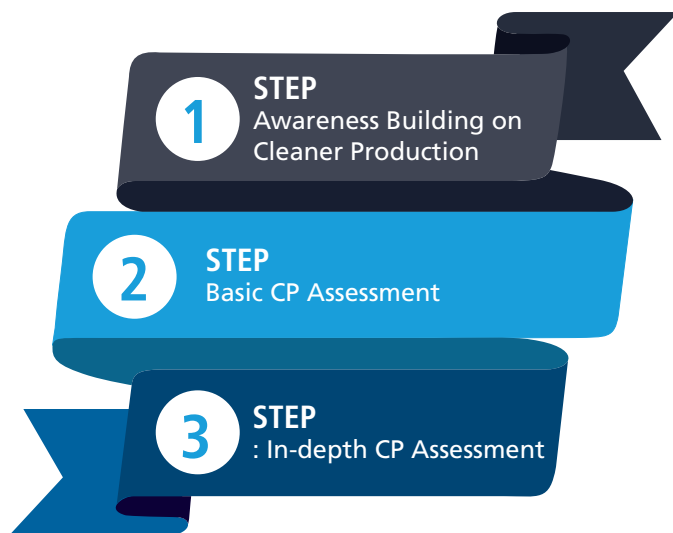 1
STEP
Awareness Building on
Cleaner Production
2
STEP
Basic CP Assessment
3
STEP
: In-depth CP Assessment